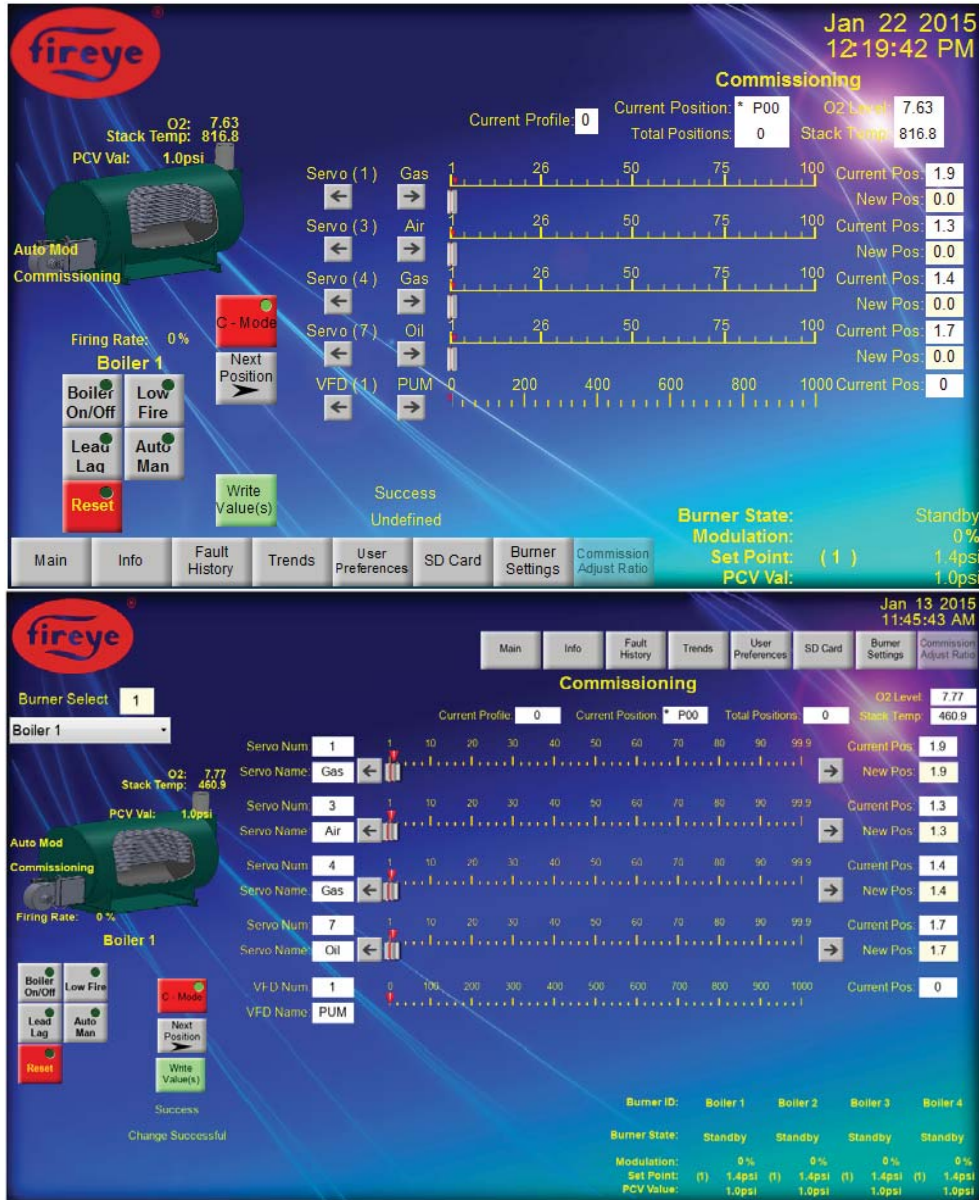 fireye
®
Jan 22 2015
12:19:42 PM
Commissioning
Current Profile: 0
Current Position: * P00
O2 Level: 7.63
Total Positions: 0
Stack Temp: 816.8
O2: 7.63
Stack Temp: 816.8
PCV Val: 1.0psi
Auto Mod
Commissioning
Firing Rate: 0 %
Boiler 1
Boiler On/Off
Low Fire
Lead Lag
Auto Man
Reset
C - Mode
Next Position
Write Value(s)
Servo (1) Gas 1 26 50 75 100 Current Pos: 1.9
New Pos: 0.0
Servo (3) Air 1 26 50 75 100 Current Pos: 1.3
New Pos: 0.0
Servo (4) Gas 1 26 50 75 100 Current Pos: 1.4
New Pos: 0.0
Servo (7) Oil 1 26 50 75 100 Current Pos: 1.7
New Pos: 0.0
VFD (1) PUM 0 200 400 600 800 1000 Current Pos: 0
Success
Undefined
Burner State: Standby
Modulation: 0 %
Set Point: (1) 1.4psi
PCV Val: 1.0psi
Main
Info
Fault History
Trends
User Preferences
SD Card
Burner Settings
Commission Adjust Ratio
fireye
®
Jan 13 2015
11:45:43 AM
Main
Info
Fault History
Trends
User Preferences
SD Card
Burner Settings
Commission Adjust Ratio
Commissioning
Burner Select 1
Boiler 1
Current Profile: 0
Current Position: * P00
Total Positions: 0
O2 Level: 7.77
Stack Temp: 460.9
O2: 7.77
Stack Temp: 460.9
PCV Val: 1.0psi
Auto Mod
Commissioning
Firing Rate: 0 %
Boiler 1
Boiler On/Off
Low Fire
Lead Lag
Auto Man
Reset
C - Mode
Next Position
Write Value(s)
Success
Change Successful
Servo Num: 1 1 10 20 30 40 50 60 70 80 90 99.9 Current Pos: 1.9
Servo Name: Gas New Pos: 1.9
Servo Num: 3 1 10 20 30 40 50 60 70 80 90 99.9 Current Pos: 1.3
Servo Name: Air New Pos: 1.3
Servo Num: 4 1 10 20 30 40 50 60 70 80 90 99.9 Current Pos: 1.4
Servo Name: Gas New Pos: 1.4
Servo Num: 7 1 10 20 30 40 50 60 70 80 90 99.9 Current Pos: 1.7
Servo Name: Oil New Pos: 1.7
VFD Num: 1 0 100 200 300 400 500 600 700 800 900 1000 Current Pos: 0
VFD Name: PUM
Burner ID: Boiler 1 Boiler 2 Boiler 3 Boiler 4
Burner State: Standby Standby Standby Standby
Modulation: 0 % 0 % 0 % 0 %
Set Point: (1) 1.4psi (1) 1.4psi (1) 1.4psi (1) 1.4psi
PCV Value: 1.0psi 1.0psi 1.0psi 1.0psi